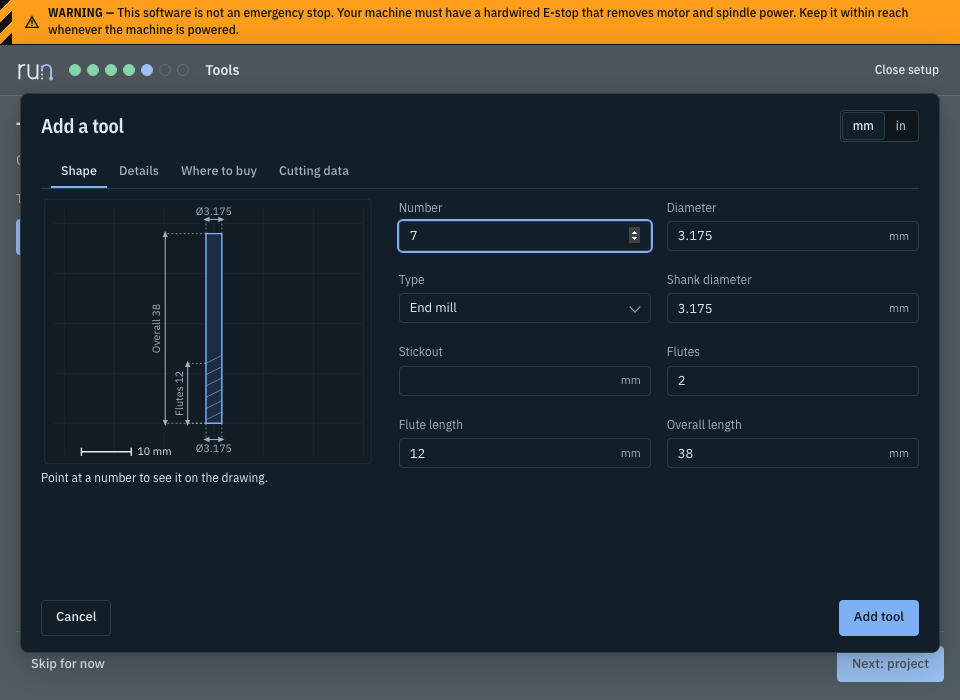 WARNING — This software is not an emergency stop. Your machine must have a hardwired E-stop that removes motor and spindle power. Keep it within reach
whenever the machine is powered.
run
Tools
Close setup
Add a tool
mm
in
Shape
Details
Where to buy
Cutting data
Ø3.175
Overall 38
Flutes 12
10 mm
Ø3.175
Point at a number to see it on the drawing.
Number
7
Diameter
3.175 mm
Type
End mill
Shank diameter
3.175 mm
Stickout
mm
Flutes
2
Flute length
12 mm
Overall length
38 mm
Cancel
Add tool
Skip for now
Next: project